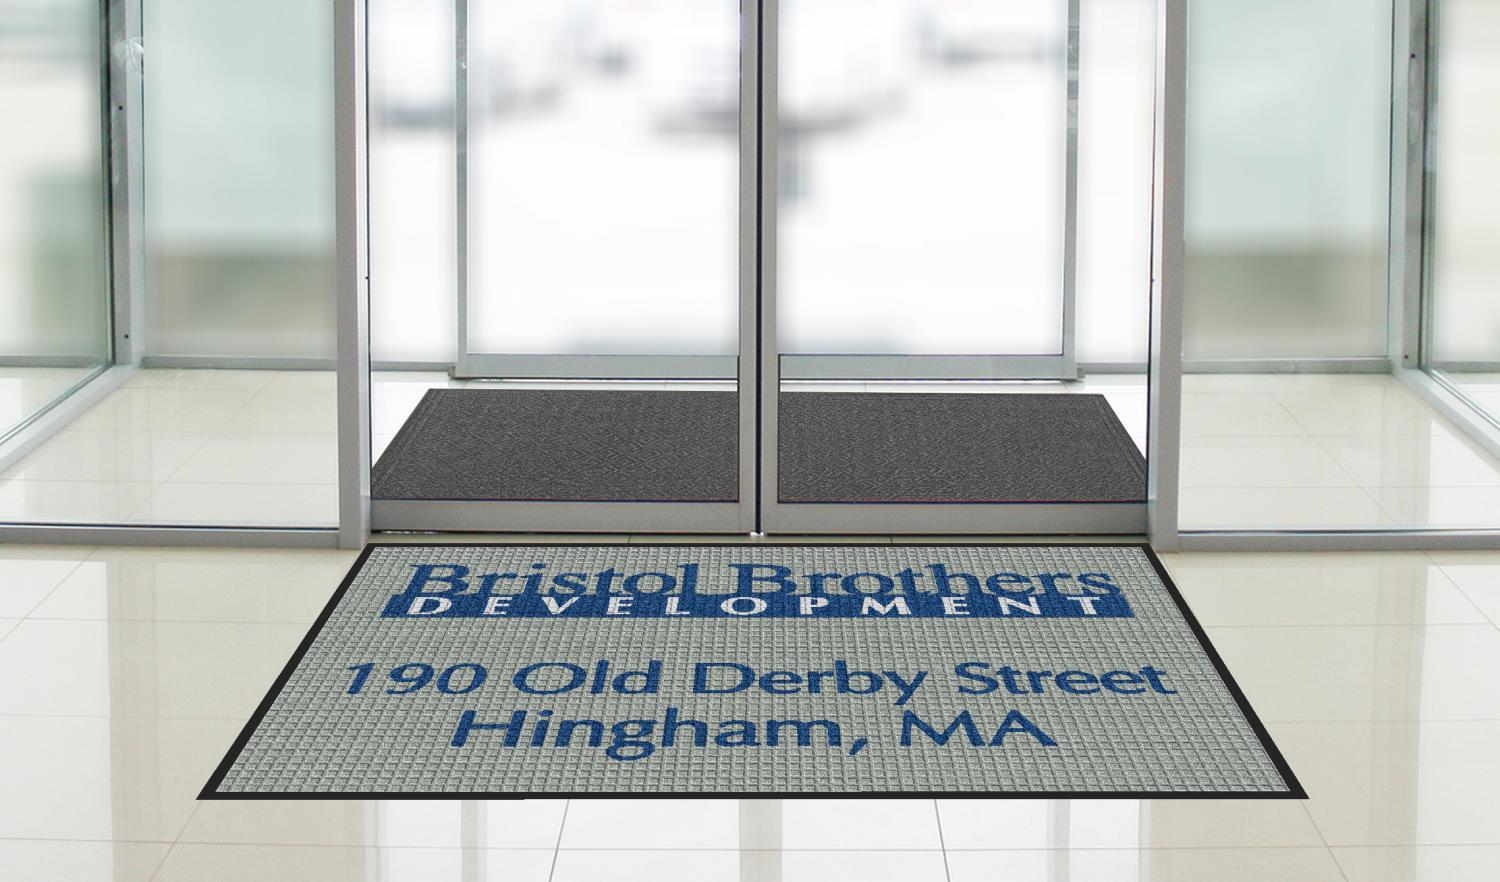 Bristol Brothers
DEVELOPMENT
190 Old Derby Street
Hingham, MA